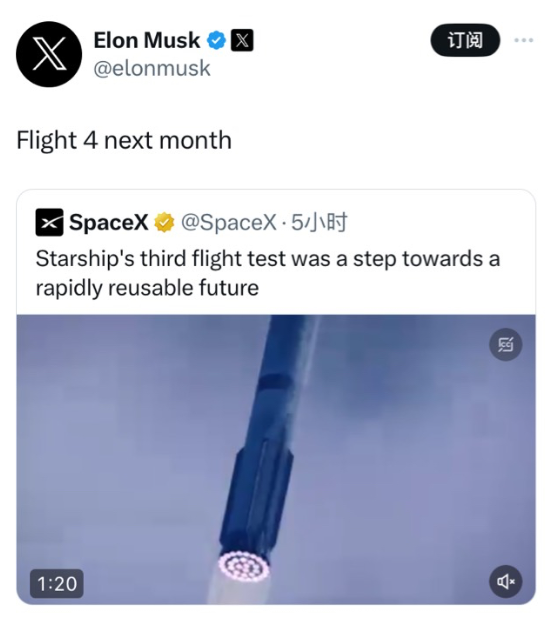 Elon Musk
订阅
@elonmusk
Flight 4 next month
SpaceX @SpaceX · 5小时
Starship's third flight test was a step towards a
rapidly reusable future
1:20